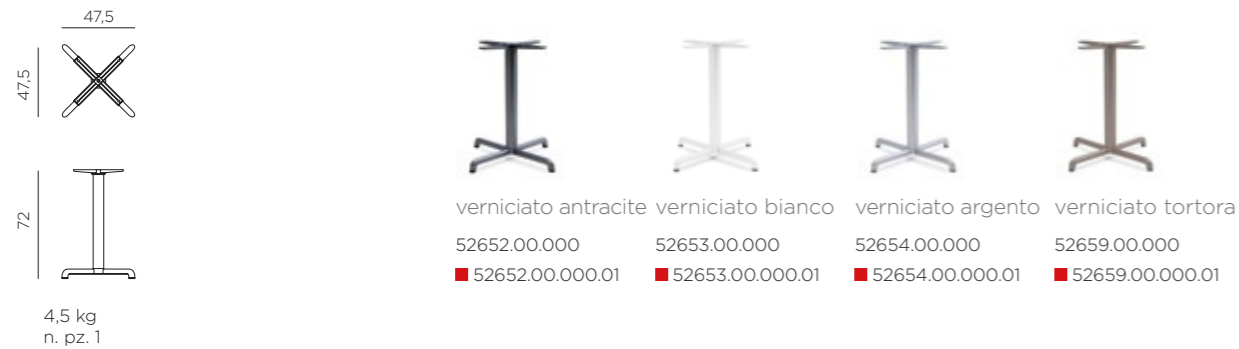 47,5
47,5
72
4,5 kg
n. pz. 1
verniciato antracite
52652.00.000
52652.00.000.01
verniciato bianco
52653.00.000
52653.00.000.01
verniciato argento
52654.00.000
52654.00.000.01
verniciato tortora
52659.00.000
52659.00.000.01